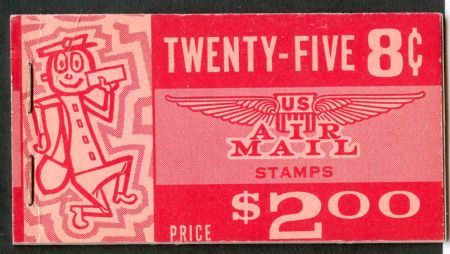 TWENTY-FIVE 8¢
US
AIR
MAIL
STAMPS
PRICE $2.00